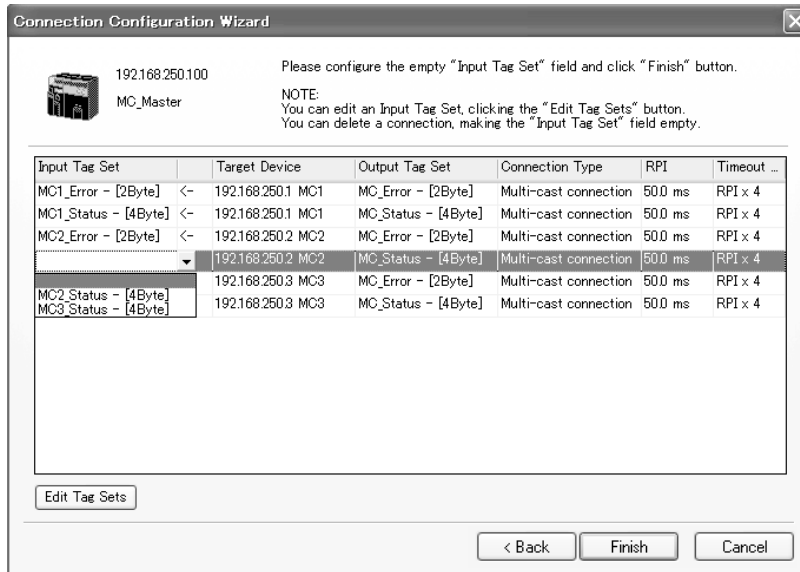 Connection Configuration Wizard
192.168.250.100
MC_Master
Please configure the empty "Input Tag Set" field and click "Finish" button.
NOTE:
You can edit an Input Tag Set, clicking the "Edit Tag Sets" button.
You can delete a connection, making the "Input Tag Set" field empty.
Input Tag Set Target Device Output Tag Set Connection Type RPI Timeout ...
MC1_Error - [2Byte] <- 192.168.250.1 MC1 MC_Error - [2Byte] Multi-cast connection 50.0 ms RPI x 4
MC1_Status - [4Byte] <- 192.168.250.1 MC1 MC_Status - [4Byte] Multi-cast connection 50.0 ms RPI x 4
MC2_Error - [2Byte] <- 192.168.250.2 MC2 MC_Error - [2Byte] Multi-cast connection 50.0 ms RPI x 4
192.168.250.2 MC2 MC_Status - [4Byte] Multi-cast connection 50.0 ms RPI x 4
192.168.250.3 MC3 MC_Error - [2Byte] Multi-cast connection 50.0 ms RPI x 4
MC2_Status - [4Byte]
192.168.250.3 MC3 MC_Status - [4Byte] Multi-cast connection 50.0 ms RPI x 4
MC3_Status - [4Byte]
Edit Tag Sets
< Back Finish Cancel